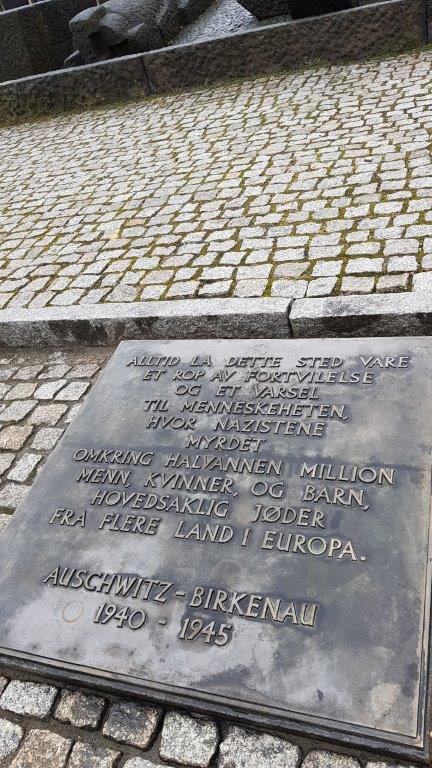 ALLTID LA DETTE STED VARE
ET ROP AV FORTVILELSE
OG ET VARSEL
TIL MENNESKEHETEN,
HVOR NAZISTENE
MYRDET
OMKRING HALVANNEN MILLION
MENN, KVINNER, OG BARN,
HOVEDSAKLIG JØDER
FRA FLERE LAND I EUROPA.
AUSCHWITZ - BIRKENAU
1940 - 1945